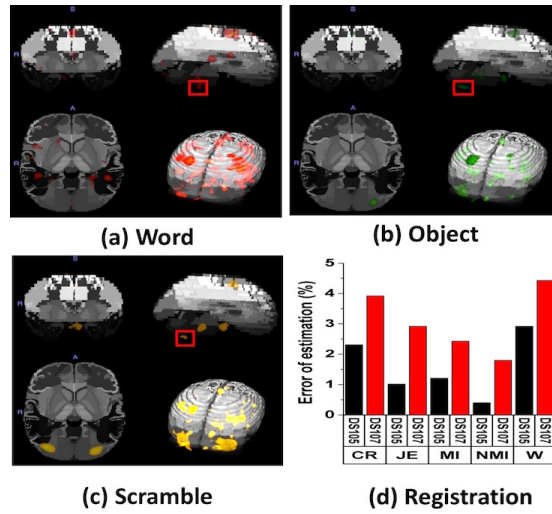 S
R
A
R
(a) Word
S
R
A
R
(b) Object
S
R
A
R
(c) Scramble
Error of estimation (%)
5
4
3
2
1
0
DS105 DS107 DS105 DS107 DS105 DS107 DS105 DS107 DS105 DS107
CR JE MI NMI W
(d) Registration